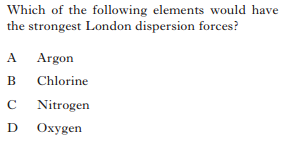 Which of the following elements would have
the strongest London dispersion forces?
A Argon
B Chlorine
C Nitrogen
D Oxygen